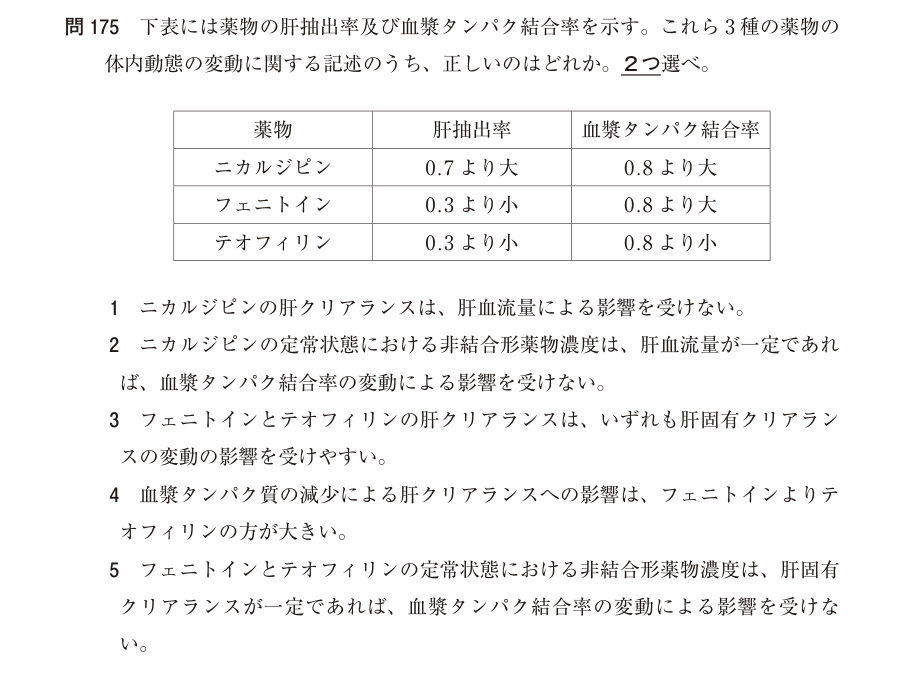 問 175 下表には薬物の肝抽出率及び血漿タンパク結合率を示す。これら3種の薬物の
体内動態の変動に関する記述のうち、正しいのはどれか。2つ選べ。
薬物 肝抽出率 血漿タンパク結合率
ニカルジピン 0.7より大 0.8より大
フェニトイン 0.3より小 0.8より大
テオフィリン 0.3より小 0.8より小
1 ニカルジピンの肝クリアランスは、肝血流量による影響を受けない。
2 ニカルジピンの定常状態における非結合形薬物濃度は、肝血流量が一定であれ
ば、血漿タンパク結合率の変動による影響を受けない。
3 フェニトインとテオフィリンの肝クリアランスは、いずれも肝固有クリアラン
スの変動の影響を受けやすい。
4 血漿タンパク質の減少による肝クリアランスへの影響は、フェニトインよりテ
オフィリンの方が大きい。
5 フェニトインとテオフィリンの定常状態における非結合形薬物濃度は、肝固有
クリアランスが一定であれば、血漿タンパク結合率の変動による影響を受けな
い。